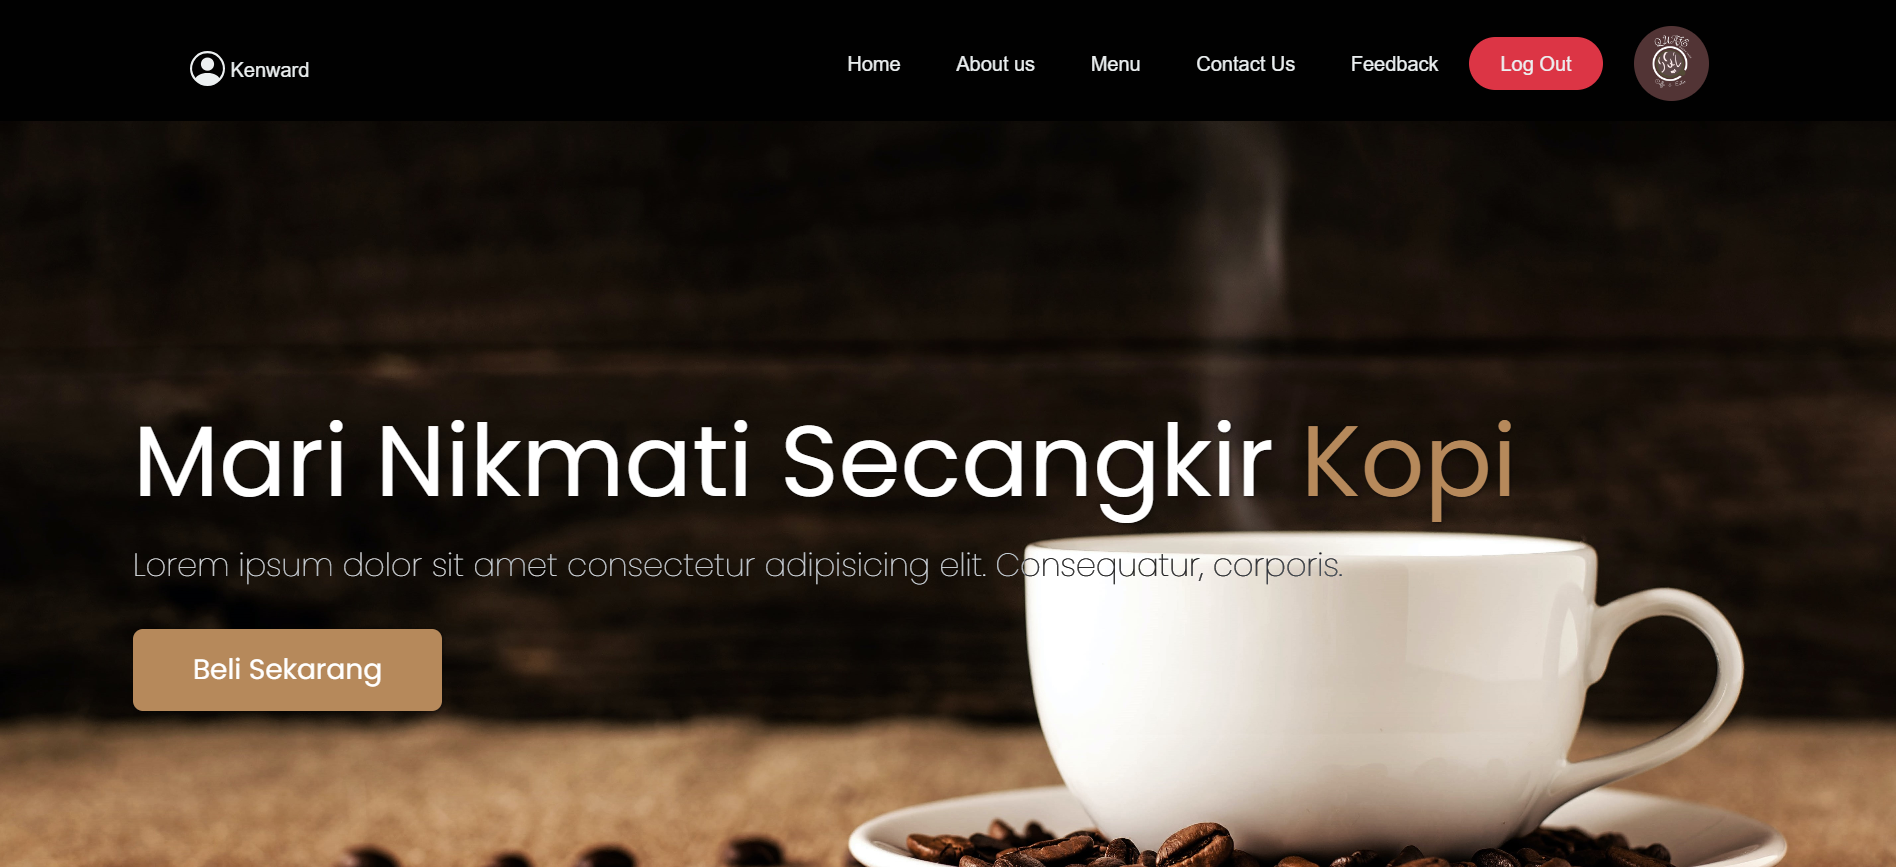 Kenward
Home
About us
Menu
Contact Us
Feedback
Log Out
Mari Nikmati Secangkir Kopi
Lorem ipsum dolor sit amet consectetur adipisicing elit. Consequatur, corporis.
Beli Sekarang